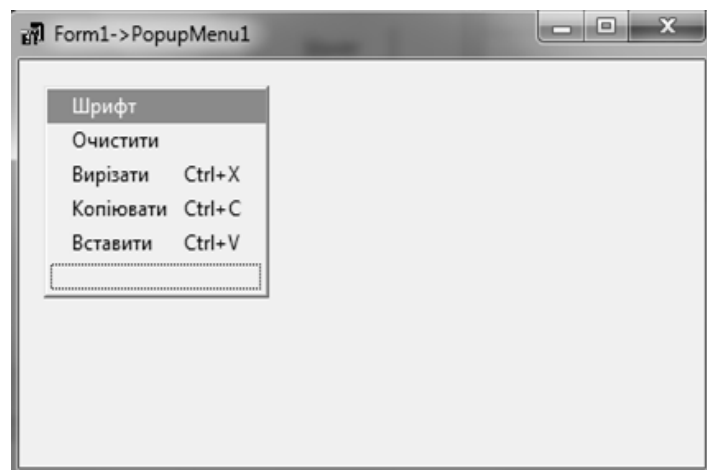 Form1->PopupMenu1
Шрифт
Очистити
Вирізати Ctrl+X
Копіювати Ctrl+C
Вставити Ctrl+V